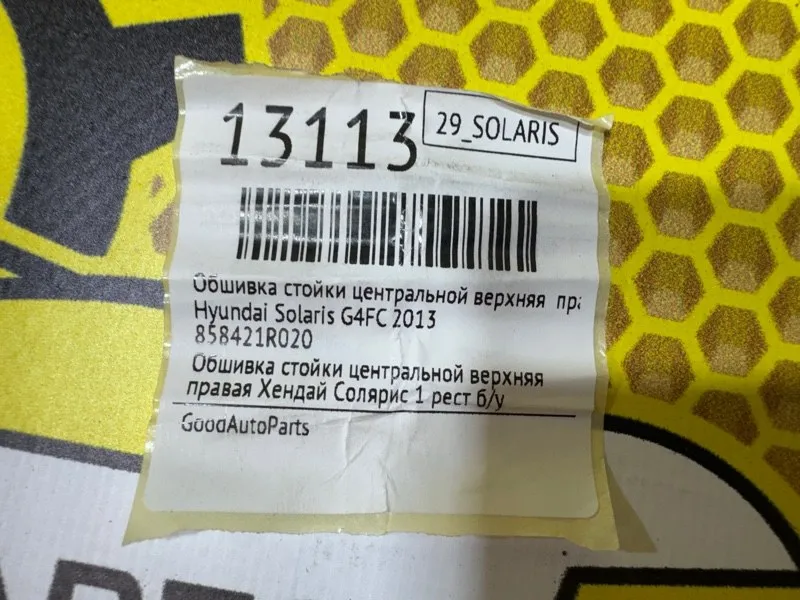 13113
29_SOLARIS
Обшивка стойки центральной верхняя пра
Hyundai Solaris G4FC 2013
858421R020
Обшивка стойки центральной верхняя
правая Хендай Солярис 1 рест б/у
GoodAutoParts